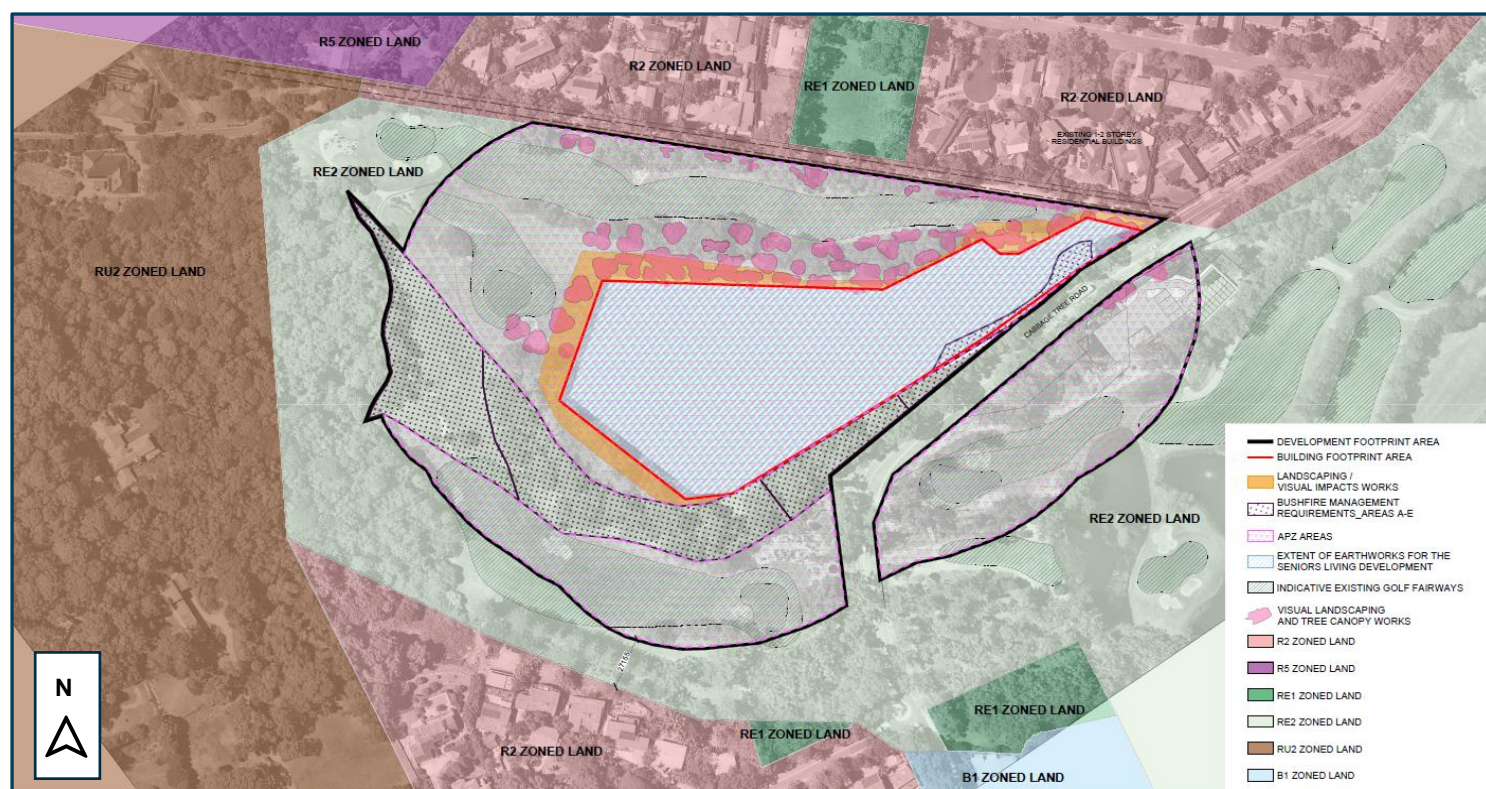 R5 ZONED LAND
R2 ZONED LAND
RE1 ZONED LAND
R2 ZONED LAND
EXISTING 1-2 STOREY
RESIDENTIAL BUILDINGS
RE2 ZONED LAND
RU2 ZONED LAND
CABBAGE TREE ROAD
RE2 ZONED LAND
27155
RE1 ZONED LAND
RE1 ZONED LAND
R2 ZONED LAND
B1 ZONED LAND
N
DEVELOPMENT FOOTPRINT AREA
BUILDING FOOTPRINT AREA
LANDSCAPING /
VISUAL IMPACTS WORKS
BUSHFIRE MANAGEMENT
REQUIREMENTS_AREAS A-E
APZ AREAS
EXTENT OF EARTHWORKS FOR THE
SENIORS LIVING DEVELOPMENT
INDICATIVE EXISTING GOLF FAIRWAYS
VISUAL LANDSCAPING
AND TREE CANOPY WORKS
R2 ZONED LAND
R5 ZONED LAND
RE1 ZONED LAND
RE2 ZONED LAND
RU2 ZONED LAND
B1 ZONED LAND